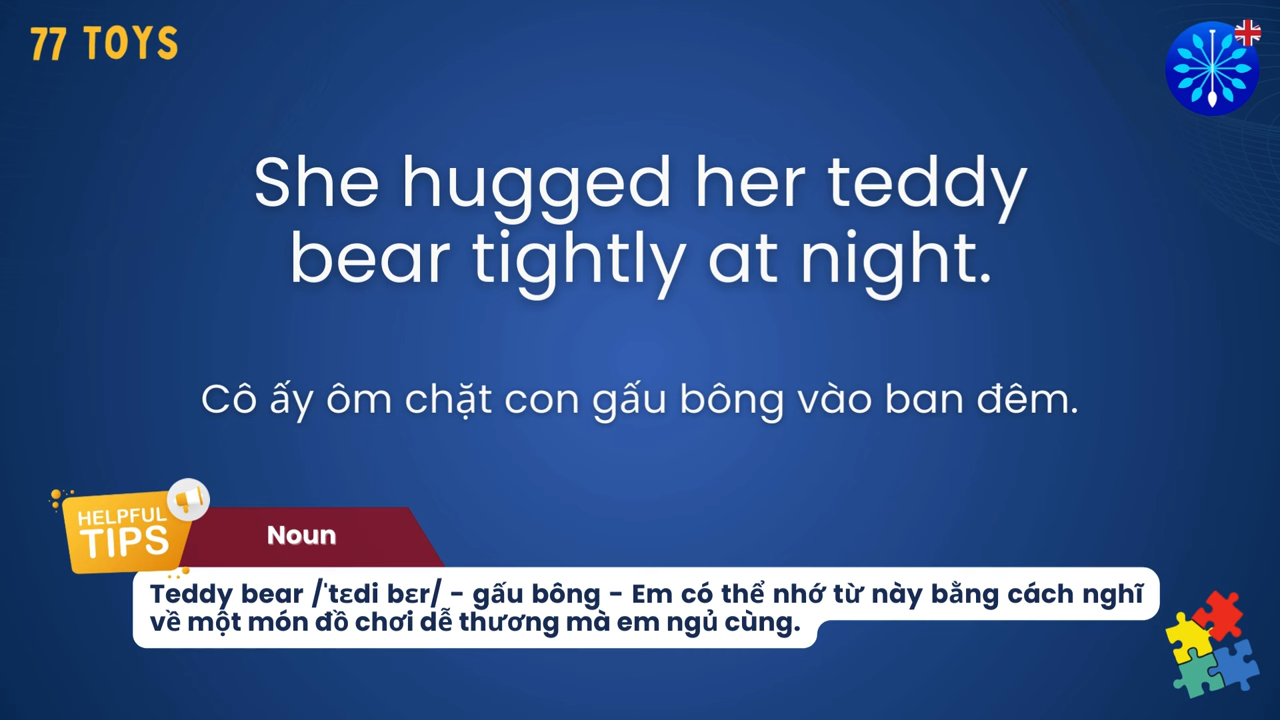 77 TOYS
She hugged her teddy
bear tightly at night.
Cô ấy ôm chặt con gấu bông vào ban đêm.
HELPFUL
TIPS
Noun
Teddy bear /ˈtɛdi bɛr/ - gấu bông - Em có thể nhớ từ này bằng cách nghĩ
về một món đồ chơi dễ thương mà em ngủ cùng.